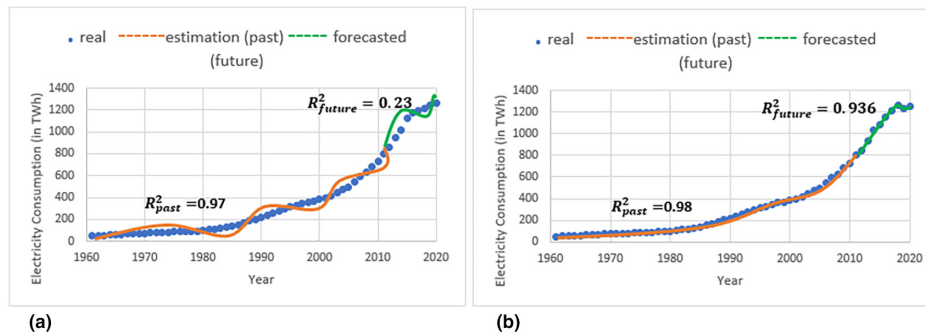 real estimation (past) forecasted
(future)
Electricity Consumption (in TWh)
1400
1200
1000
800
600
400
200
0
R²future = 0.23
R²past =0.97
1960 1970 1980 1990 2000 2010 2020
Year
(a)
real estimation (past) forecasted
(future)
Electricity Consumption (in TWh)
1400
1200
1000
800
600
400
200
0
R²future = 0.936
R²past =0.98
1960 1970 1980 1990 2000 2010 2020
Year
(b)